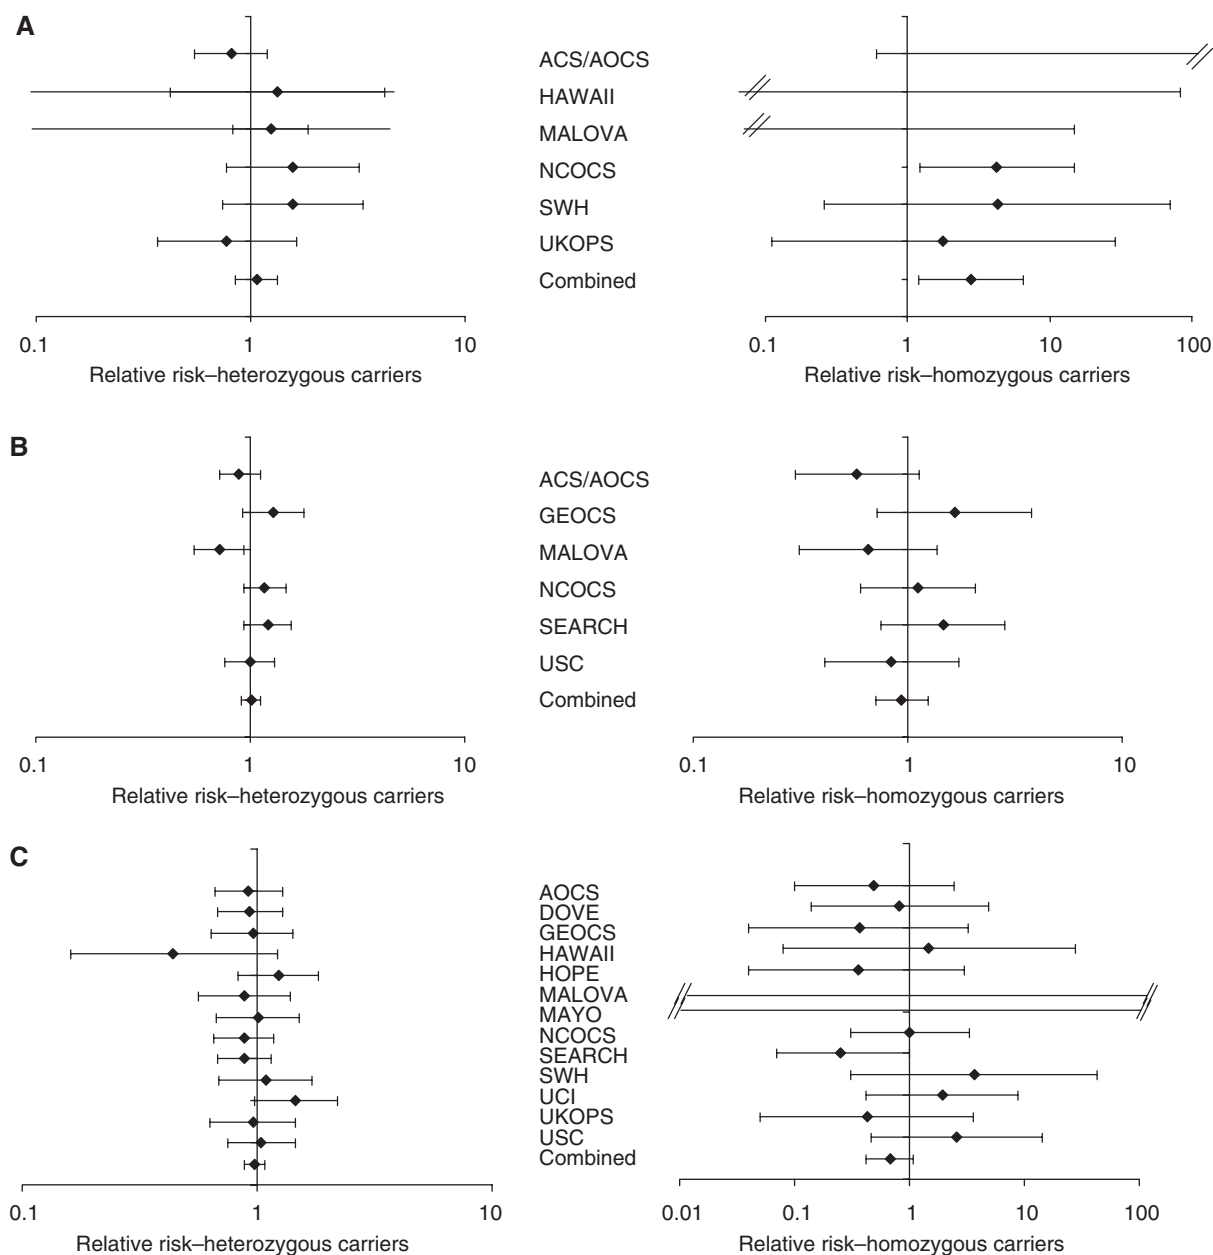 A
ACS/AOCS
HAWAII
MALOVA
NCOCS
SWH
UKOPS
Combined
0.1 1 10 0.1 1 10 100
Relative risk–heterozygous carriers Relative risk–homozygous carriers
B
ACS/AOCS
GEOCS
MALOVA
NCOCS
SEARCH
USC
Combined
0.1 1 10 0.1 1 10
Relative risk–heterozygous carriers Relative risk–homozygous carriers
C
AOCS
DOVE
GEOCS
HAWAII
HOPE
MALOVA
MAYO
NCOCS
SEARCH
SWH
UCI
UKOPS
USC
Combined
0.1 1 10 0.01 0.1 1 10 100
Relative risk–heterozygous carriers Relative risk–homozygous carriers